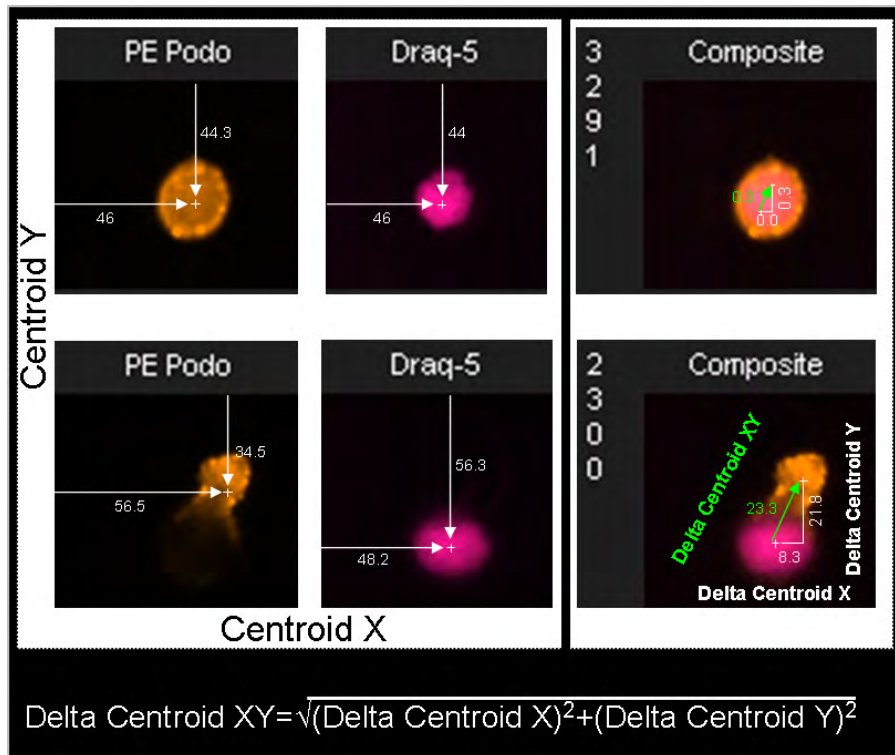 PE Podo
Draq-5
Composite
44.3
46
44
46
3
2
9
1
0.3
0.3
0.0
Centroid Y
PE Podo
Draq-5
Composite
34.5
56.5
56.3
48.2
2
3
0
0
Delta Centroid XY
23.3
21.8
8.3
Delta Centroid Y
Delta Centroid X
Centroid X
Delta Centroid XY=√(Delta Centroid X)²+(Delta Centroid Y)²